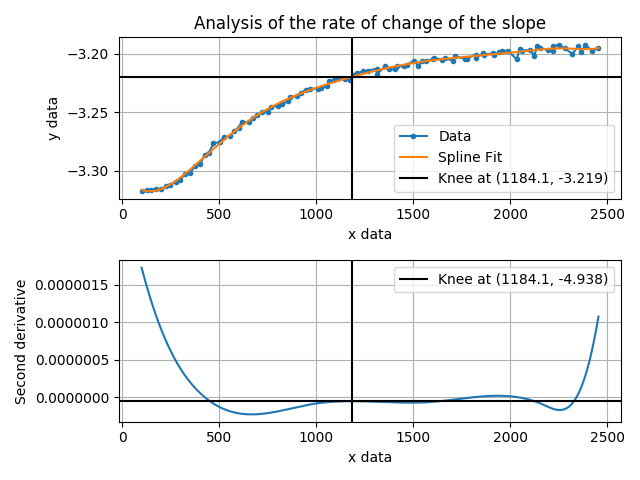 Analysis of the rate of change of the slope
y data
−3.20
−3.25
−3.30
Data
Spline Fit
Knee at (1184.1, -3.219)
0
500
1000
1500
2000
2500
x data
Second derivative
0.0000015
0.0000010
0.0000005
0.0000000
Knee at (1184.1, -4.938)
0
500
1000
1500
2000
2500
x data